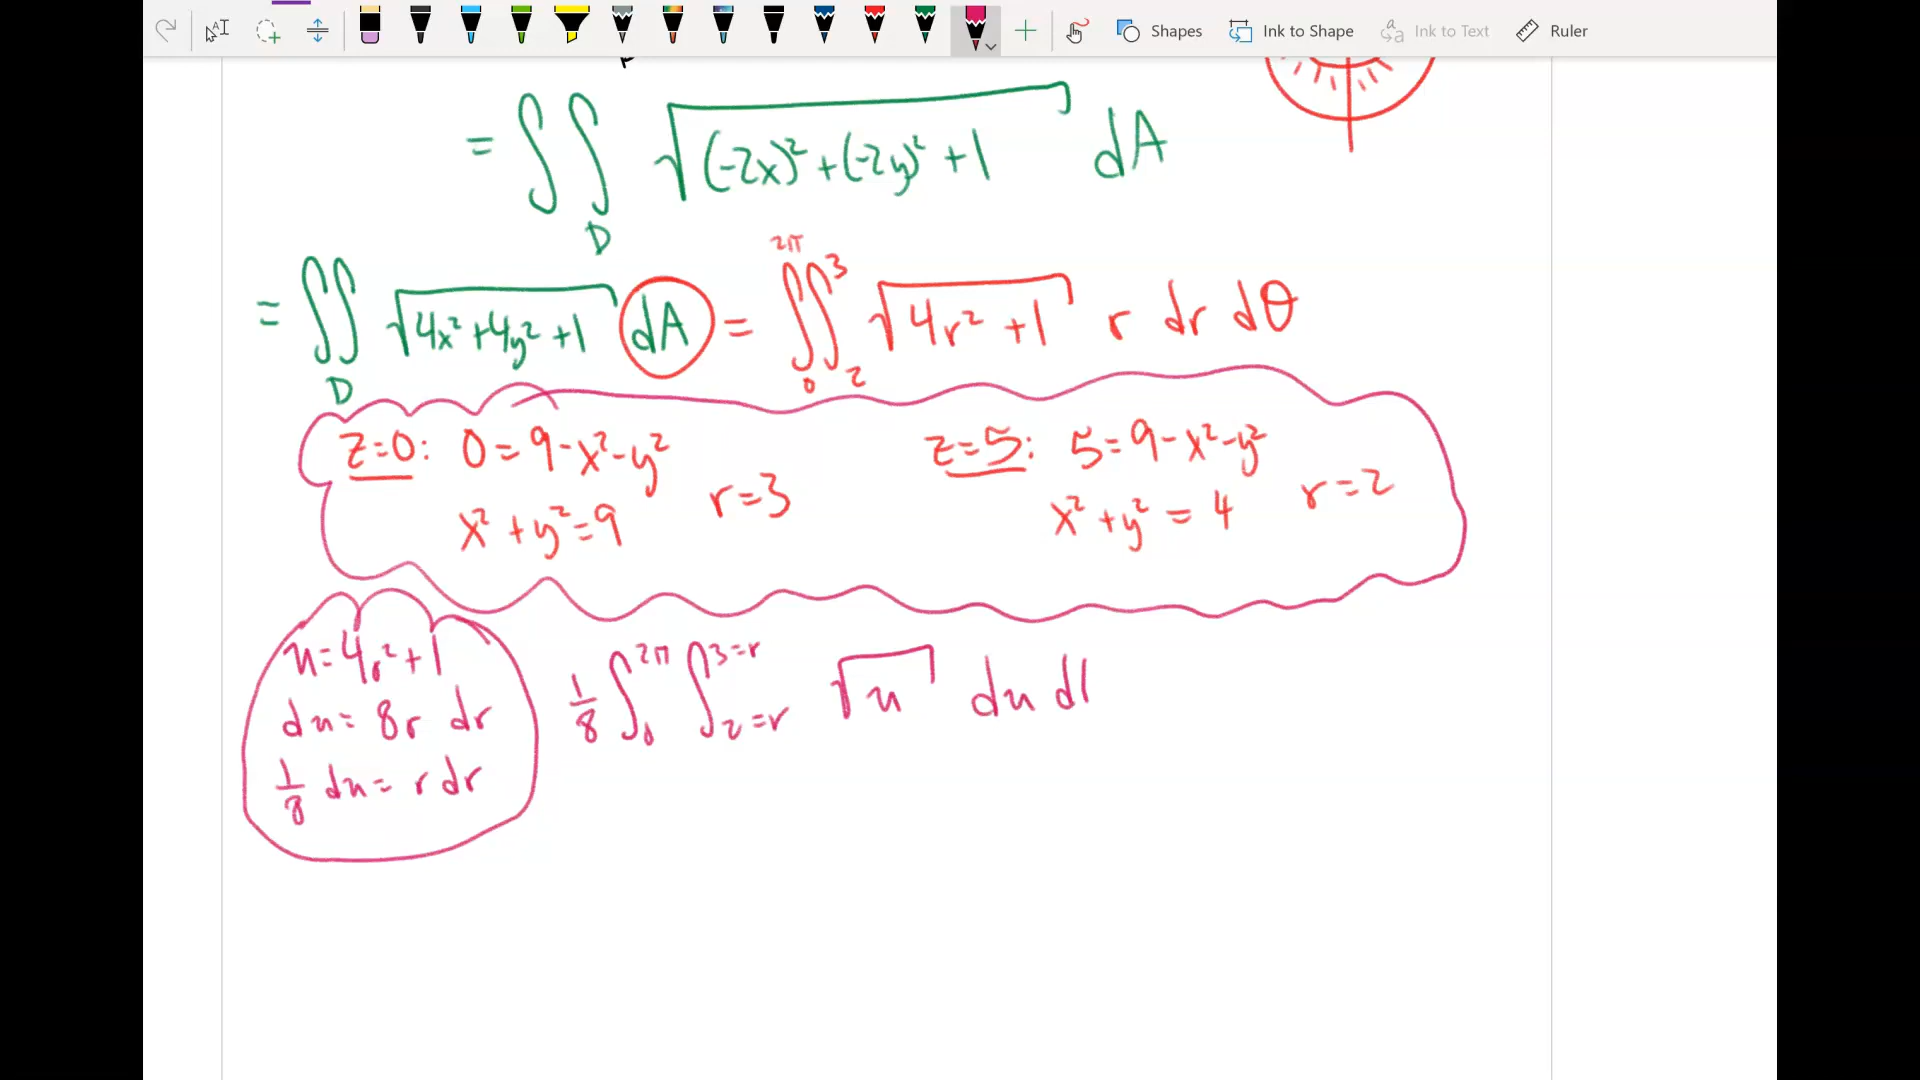 Shapes Ink to Shape Ink to Text Ruler
= ∫∫_D √((-2x)² + (-2y)² + 1) dA
= ∫∫_D √(4x² + 4y² + 1) dA = ∫_0^{2π} ∫_2^3 √(4r² + 1) r dr dθ
z=0: 0 = 9 - x² - y²
x² + y² = 9 r = 3
z=5: 5 = 9 - x² - y²
x² + y² = 4 r = 2
u = 4r² + 1
du = 8r dr
1/8 du = r dr
1/8 ∫_0^{2π} ∫_{2=r}^{3=r} √u du d